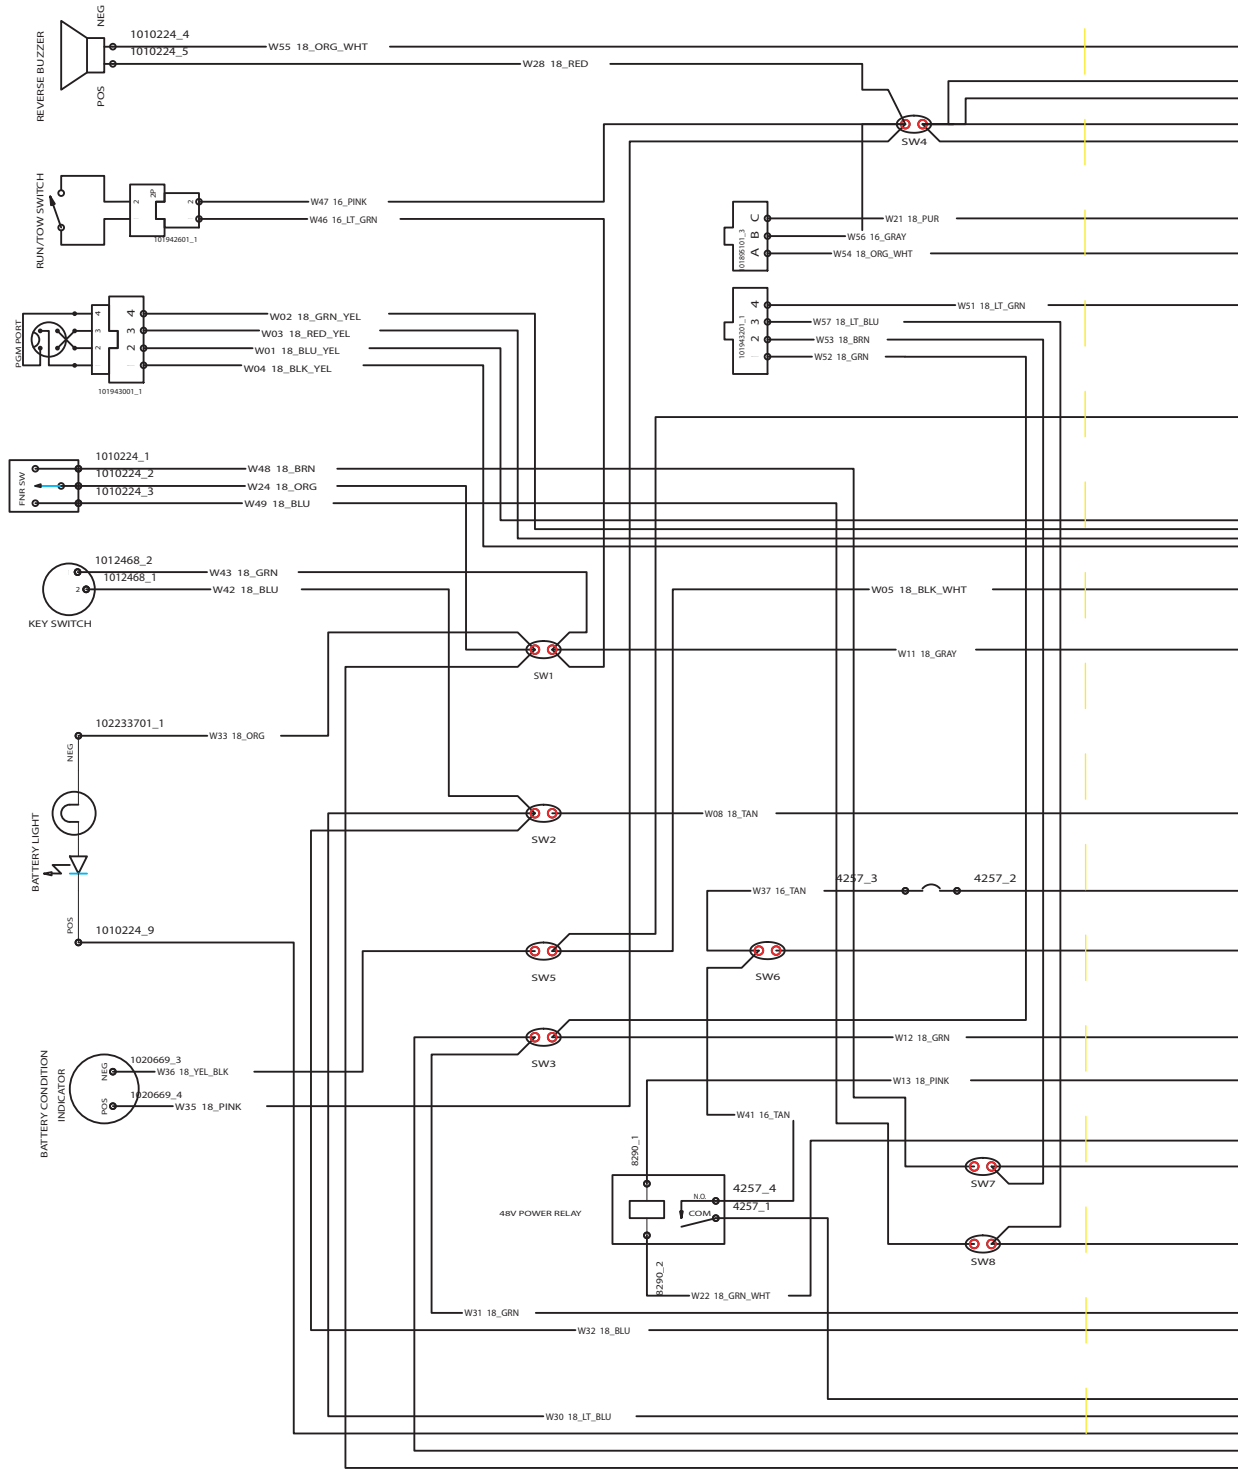 NEG
1010224_4
W55 18_ORG_WHT
1010224_5
W28 18_RED
REVERSE BUZZER
POS
SW4
RUN/TOW SWITCH
2
2P
2
W47 16_PINK
W46 16_LT_GRN
101942601_1
101895101_3
C
B
A
W21 18_PUR
W56 16_GRAY
W54 18_ORG_WHT
PGM PORT
4
3
2
4
3
2
W02 18_GRN_YEL
W03 18_RED_YEL
W01 18_BLU_YEL
W04 18_BLK_YEL
101943001_1
101943201_1
4
3
2
W51 18_LT_GRN
W57 18_LT_BLU
W53 18_BRN
W52 18_GRN
FNR SW
1010224_1
W48 18_BRN
1010224_2
W24 18_ORG
1010224_3
W49 18_BLU
1012468_2
W43 18_GRN
1012468_1
2
W42 18_BLU
KEY SWITCH
W05 18_BLK_WHT
W11 18_GRAY
SW1
102233701_1
W33 18_ORG
NEG
BATTERY LIGHT
POS
1010224_9
W08 18_TAN
SW2
4257_3
4257_2
W37 16_TAN
SW5
SW6
W12 18_GRN
SW3
BATTERY CONDITION
INDICATOR
1020669_3
NEG
W36 18_YEL_BLK
1020669_4
POS
W35 18_PINK
W13 18_PINK
W41 16_TAN
8290_1
SW7
N.O.
4257_4
COM
4257_1
48V POWER RELAY
8290_2
SW8
W22 18_GRN_WHT
W31 18_GRN
W32 18_BLU
W30 18_LT_BLU